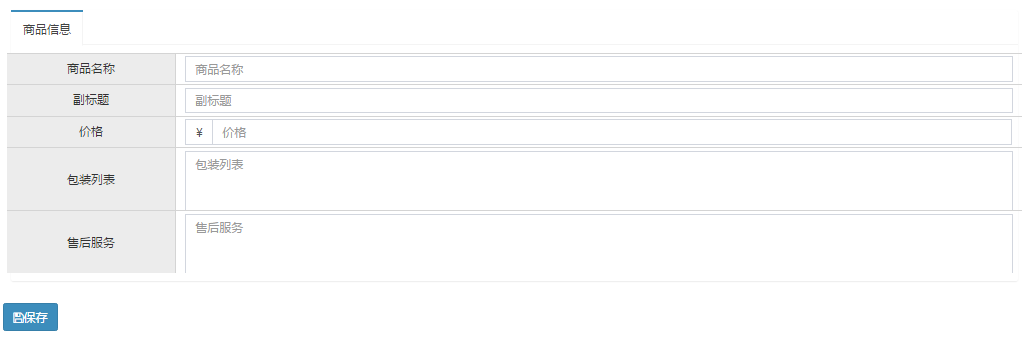 商品信息
商品名称 商品名称
副标题 副标题
价格 ¥ 价格
包装列表 包装列表
售后服务 售后服务
保存